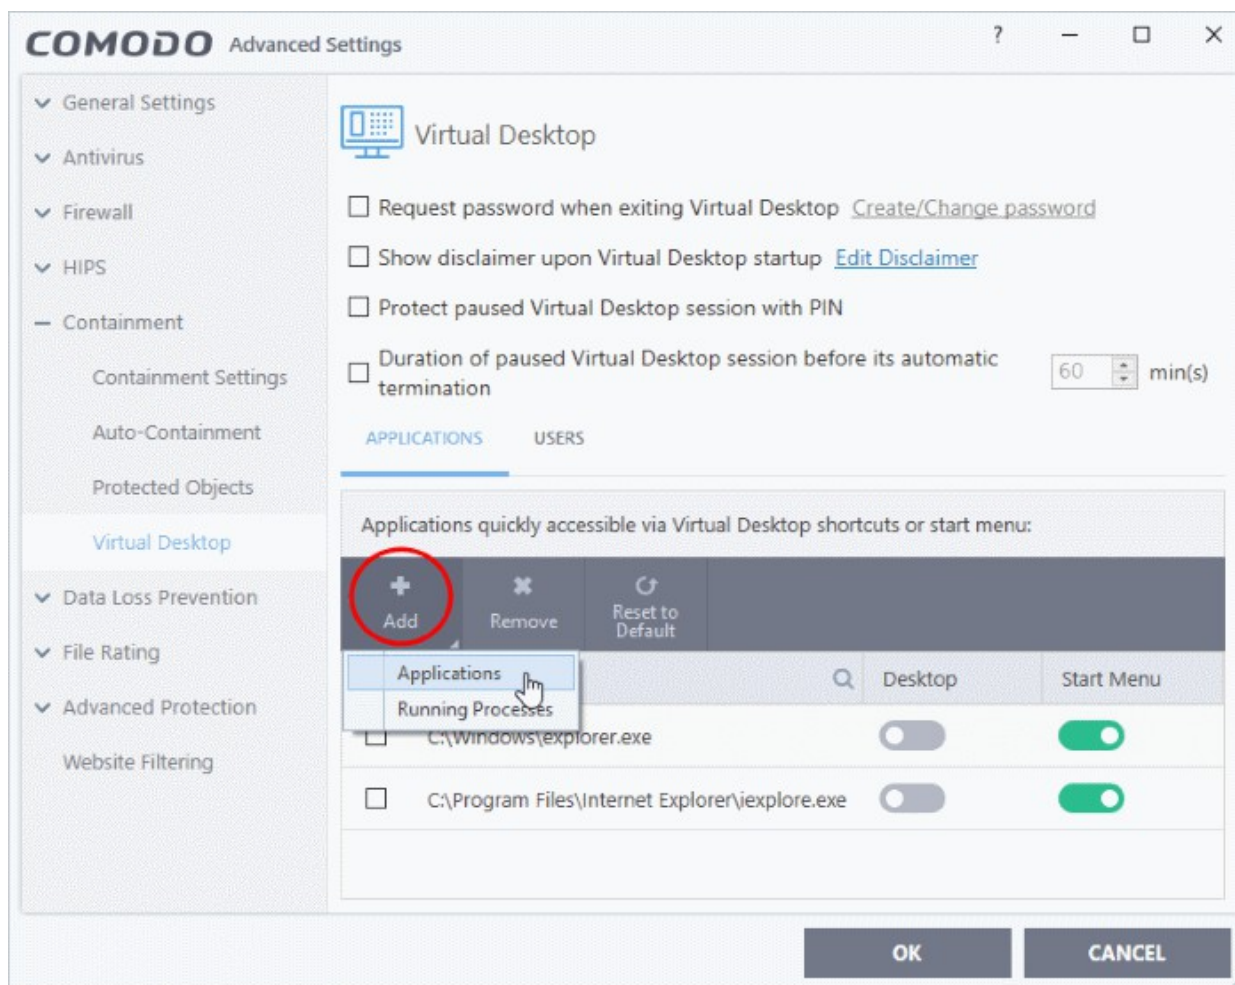 COMODO Advanced Settings ?
General Settings
Antivirus
Firewall
HIPS
Containment
Containment Settings
Auto-Containment
Protected Objects
Virtual Desktop
Data Loss Prevention
File Rating
Advanced Protection
Website Filtering
Virtual Desktop
Request password when exiting Virtual Desktop Create/Change password
Show disclaimer upon Virtual Desktop startup Edit Disclaimer
Protect paused Virtual Desktop session with PIN
Duration of paused Virtual Desktop session before its automatic
termination
60 min(s)
APPLICATIONS USERS
Applications quickly accessible via Virtual Desktop shortcuts or start menu:
Add
Remove
Reset to
Default
Applications
Running Processes
Desktop Start Menu
C:\Windows\explorer.exe
C:\Program Files\Internet Explorer\iexplore.exe
OK CANCEL